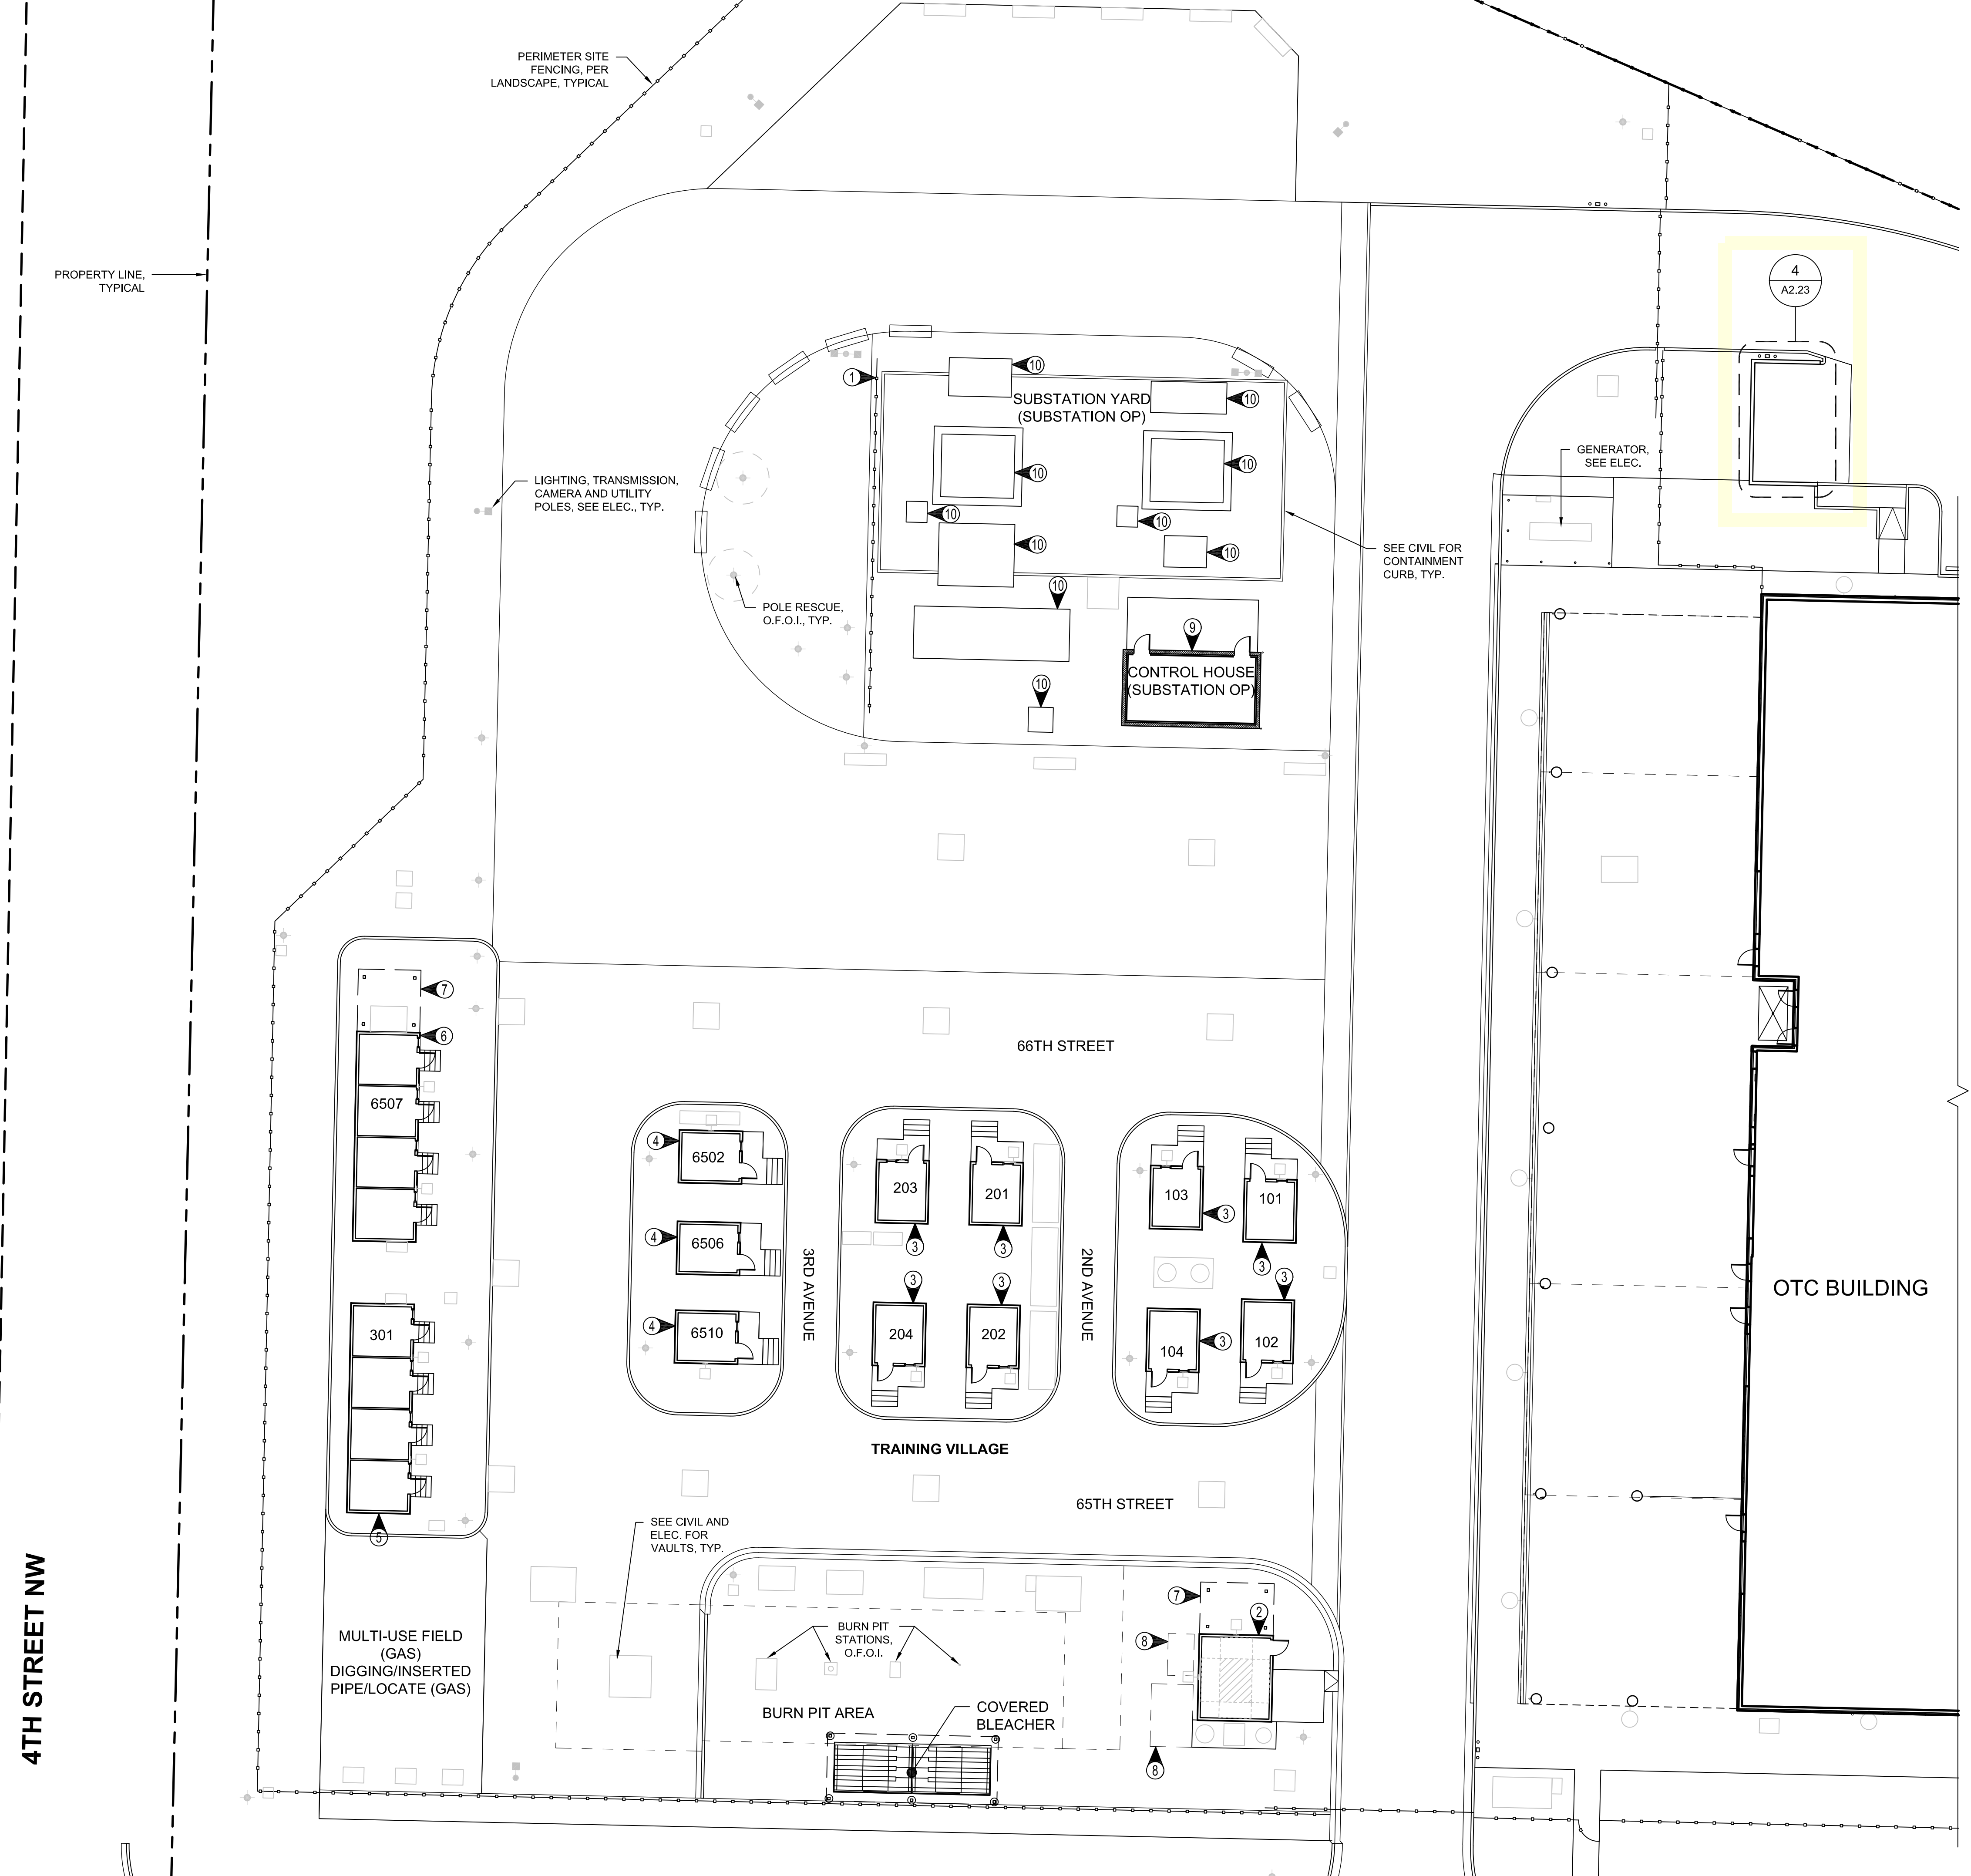 PERIMETER SITE
FENCING, PER
LANDSCAPE, TYPICAL
PROPERTY LINE,
TYPICAL
4
A2.23
1
10
SUBSTATION YARD
(SUBSTATION OP)
10
10
10
10
10
10
10
10
LIGHTING, TRANSMISSION,
CAMERA AND UTILITY
POLES, SEE ELEC., TYP.
GENERATOR,
SEE ELEC.
SEE CIVIL FOR
CONTAINMENT
CURB, TYP.
POLE RESCUE,
O.F.O.I., TYP.
9
CONTROL HOUSE
(SUBSTATION OP)
10
7
6
6507
66TH STREET
4
6502
4
6506
4
6510
3RD AVENUE
203
201
3
3
3
3
204
202
2ND AVENUE
103
3
101
3
3
104
3
102
OTC BUILDING
301
5
TRAINING VILLAGE
65TH STREET
SEE CIVIL AND
ELEC. FOR
VAULTS, TYP.
4TH STREET NW
MULTI-USE FIELD
(GAS)
DIGGING/INSERTED
PIPE/LOCATE (GAS)
BURN PIT
STATIONS,
O.F.O.I.
7
2
8
8
BURN PIT AREA
COVERED
BLEACHER